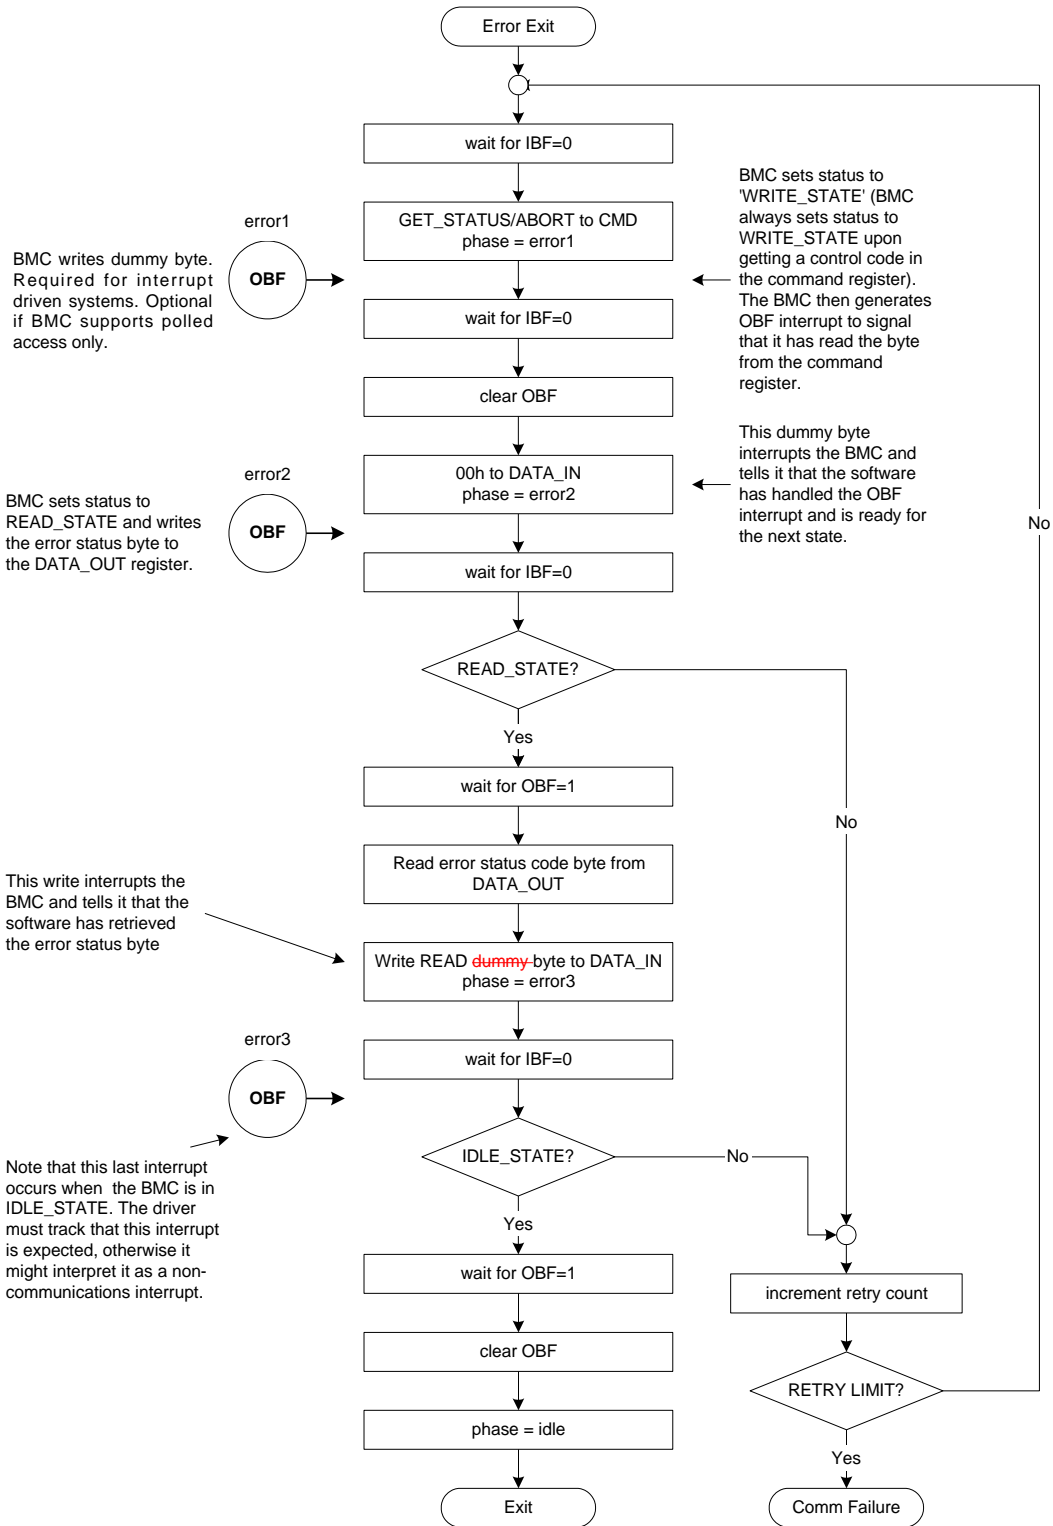 Error Exit
wait for IBF=0
GET_STATUS/ABORT to CMD
phase = error1
error1
OBF
BMC writes dummy byte.
Required for interrupt
driven systems. Optional
if BMC supports polled
access only.
BMC sets status to
'WRITE_STATE' (BMC
always sets status to
WRITE_STATE upon
getting a control code in
the command register).
The BMC then generates
OBF interrupt to signal
that it has read the byte
from the command
register.
wait for IBF=0
clear OBF
00h to DATA_IN
phase = error2
error2
OBF
BMC sets status to
READ_STATE and writes
the error status byte to
the DATA_OUT register.
This dummy byte
interrupts the BMC and
tells it that the software
has handled the OBF
interrupt and is ready for
the next state.
No
wait for IBF=0
READ_STATE?
Yes
No
wait for OBF=1
Read error status code byte from
DATA_OUT
This write interrupts the
BMC and tells it that the
software has retrieved
the error status byte
Write READ dummy byte to DATA_IN
phase = error3
error3
OBF
wait for IBF=0
IDLE_STATE?
No
Yes
Note that this last interrupt
occurs when the BMC is in
IDLE_STATE. The driver
must track that this interrupt
is expected, otherwise it
might interpret it as a non-
communications interrupt.
wait for OBF=1
increment retry count
clear OBF
RETRY LIMIT?
phase = idle
Yes
Exit
Comm Failure